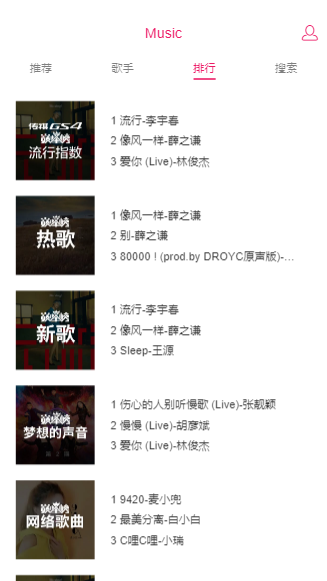 Music
推荐
歌手
排行
搜索
传祺GS4
巅峰榜
流行指数
1 流行-李宇春
2 像风一样-薛之谦
3 爱你 (Live)-林俊杰
巅峰榜
热歌
1 像风一样-薛之谦
2 别-薛之谦
3 80000 ! (prod.by DROYC原声版)-...
巅峰榜
新歌
1 流行-李宇春
2 像风一样-薛之谦
3 Sleep-王源
巅峰榜
梦想的声音
1 伤心的人别听慢歌 (Live)-张靓颖
2 慢慢 (Live)-胡彦斌
3 爱你 (Live)-林俊杰
巅峰榜
网络歌曲
1 9420-麦小兜
2 最美分离-白小白
3 C哩C哩-小瑞